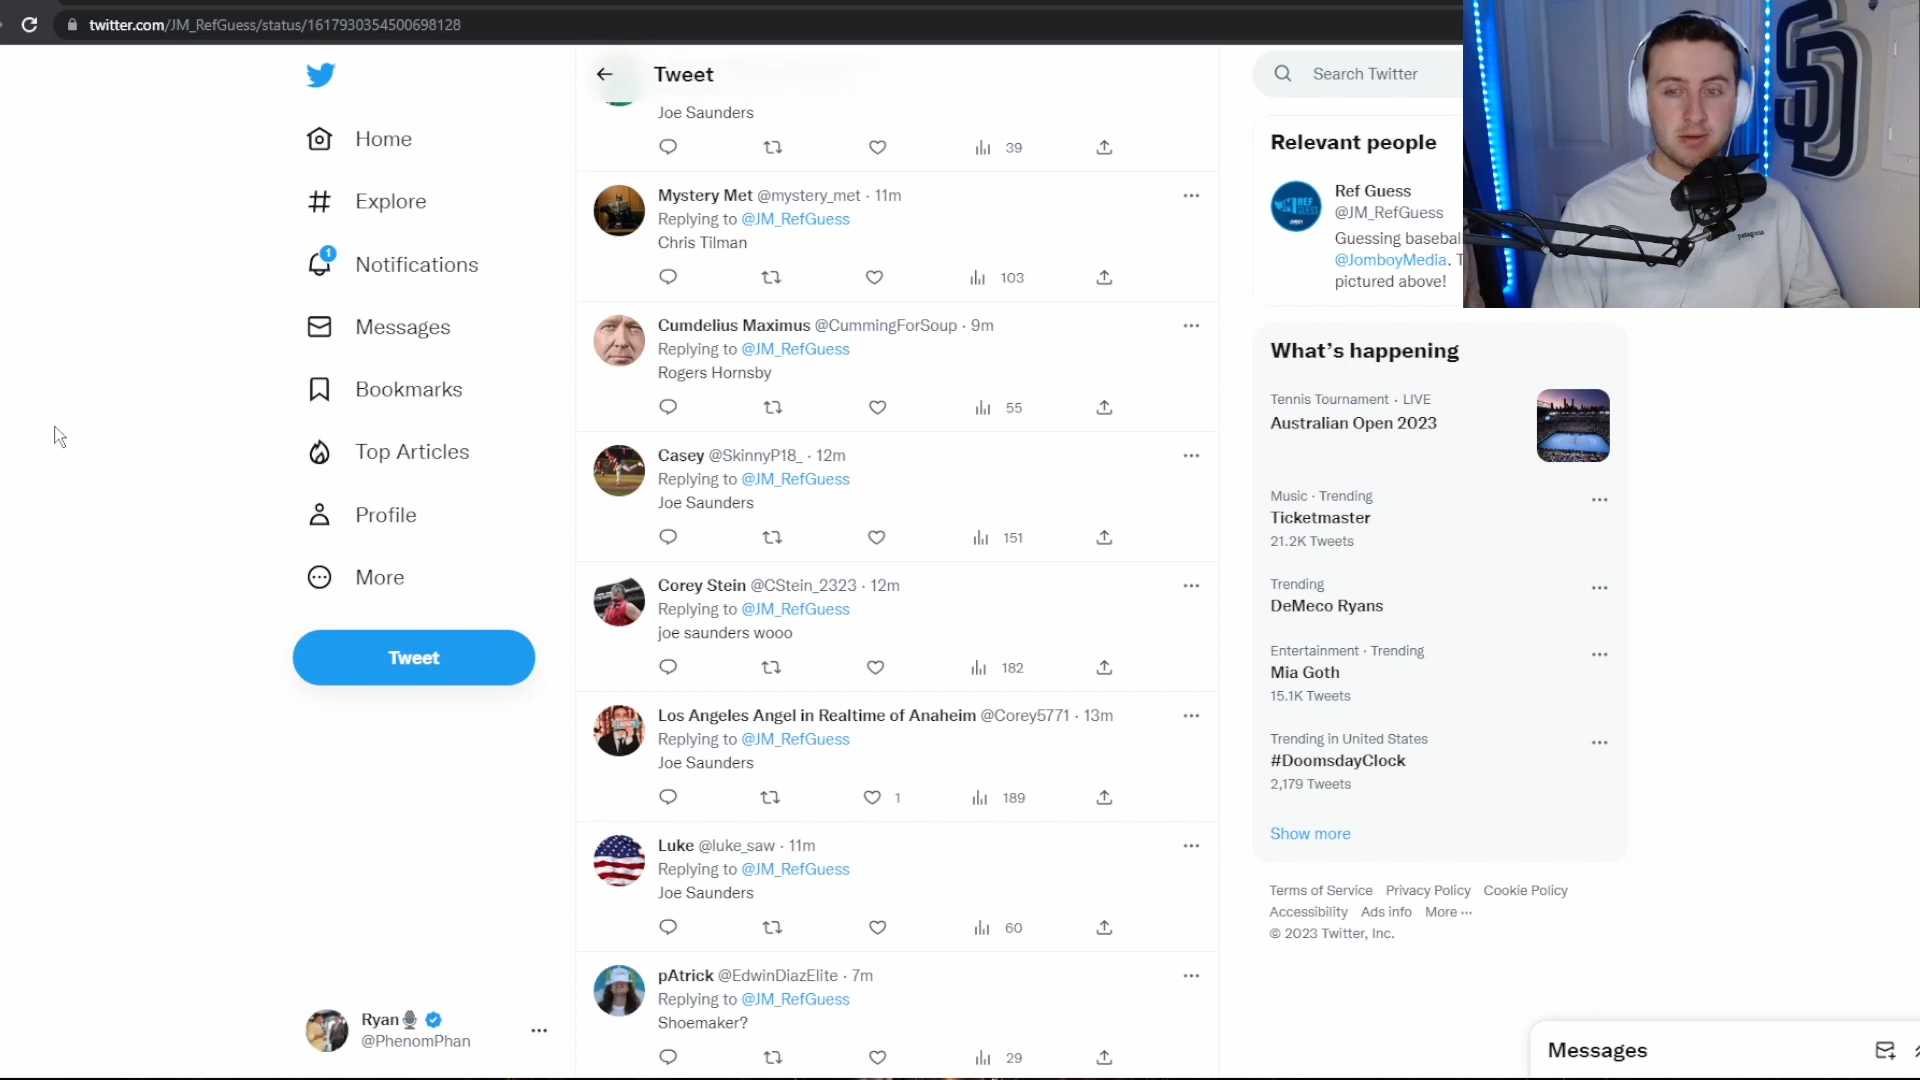 twitter.com/JM_RefGuess/status/1617930354500698128
Home
Explore
1
Notifications
Messages
Bookmarks
Top Articles
Profile
More
Tweet
Ryan
@PhenomPhan
Tweet
Joe Saunders
39
Mystery Met @mystery_met · 11m
Replying to @JM_RefGuess
Chris Tilman
103
Cumdelius Maximus @CummingForSoup · 9m
Replying to @JM_RefGuess
Rogers Hornsby
55
Casey @SkinnyP18_ · 12m
Replying to @JM_RefGuess
Joe Saunders
151
Corey Stein @CStein_2323 · 12m
Replying to @JM_RefGuess
joe saunders wooo
182
Los Angeles Angel in Realtime of Anaheim @Corey5771 · 13m
Replying to @JM_RefGuess
Joe Saunders
1 189
Luke @luke_saw · 11m
Replying to @JM_RefGuess
Joe Saunders
60
pAtrick @EdwinDiazElite · 7m
Replying to @JM_RefGuess
Shoemaker?
29
Search Twitter
Relevant people
Ref Guess
@JM_RefGuess
Guessing basebal
@JomboyMedia. T
pictured above!
JM REF
GUESS
SD
patagonia
What's happening
Tennis Tournament · LIVE
Australian Open 2023
Music · Trending
Ticketmaster
21.2K Tweets
Trending
DeMeco Ryans
Entertainment · Trending
Mia Goth
15.1K Tweets
Trending in United States
#DoomsdayClock
2,179 Tweets
Show more
Terms of Service Privacy Policy Cookie Policy
Accessibility Ads info More ···
© 2023 Twitter, Inc.
Messages